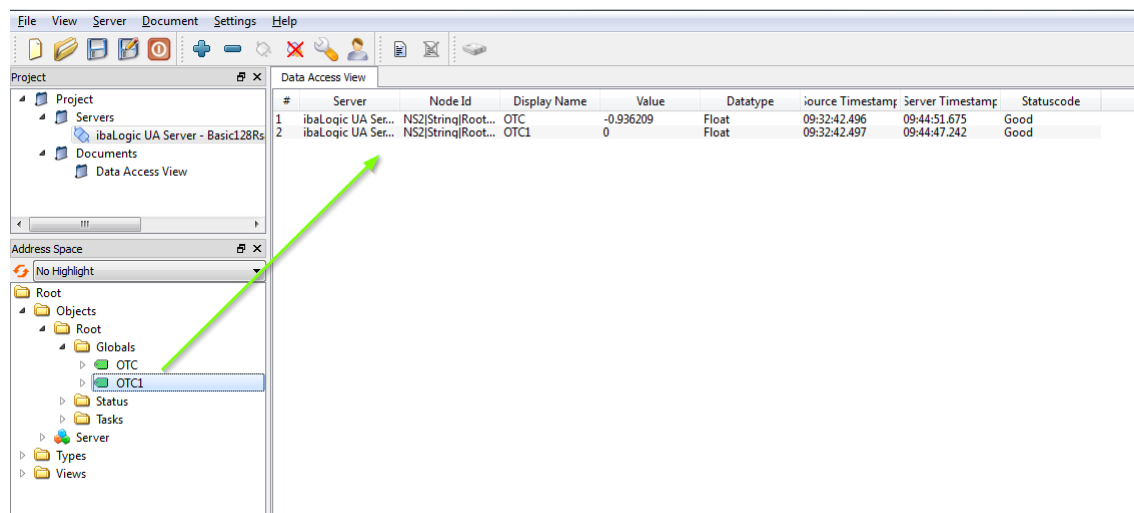 File View Server Document Settings Help
Project
Project
Servers
ibaLogic UA Server - Basic128Rs
Documents
Data Access View
Address Space
No Highlight
Root
Objects
Root
Globals
OTC
OTC1
Status
Tasks
Server
Types
Views
Data Access View
# Server Node Id Display Name Value Datatype ource Timestamp Server Timestamp Statuscode
1 ibaLogic UA Ser... NS2|String|Root... OTC -0.936209 Float 09:32:42.496 09:44:51.675 Good
2 ibaLogic UA Ser... NS2|String|Root... OTC1 0 Float 09:32:42.497 09:44:47.242 Good